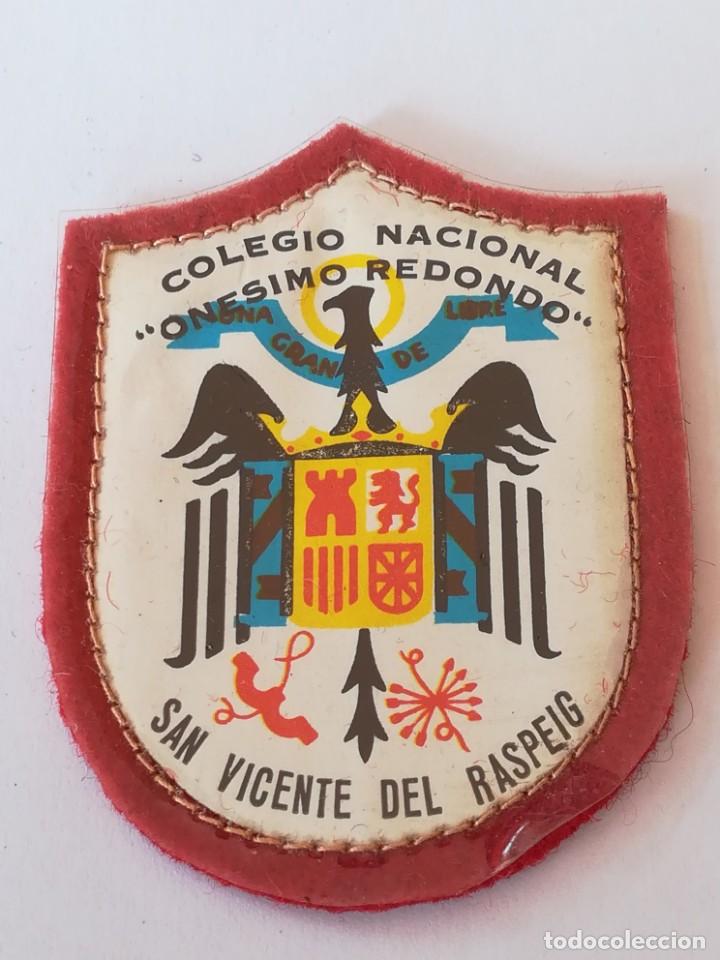 COLEGIO NACIONAL
"ONESIMO REDONDO"
UNA GRANDE LIBRE
SAN VICENTE DEL RASPEIG
todocoleccion